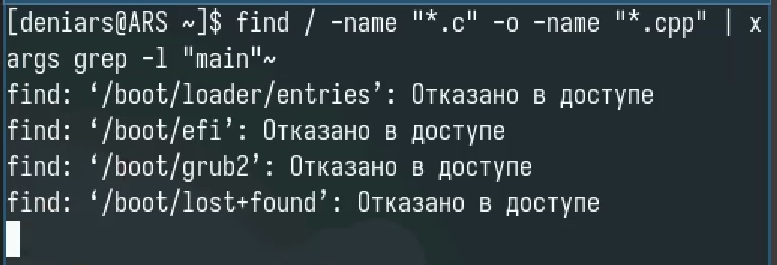 [deniars@ARS ~]$ find / -name "*.c" -o -name "*.cpp" | x
args grep -l "main"~
find: ‘/boot/loader/entries’: Отказано в доступе
find: ‘/boot/efi’: Отказано в доступе
find: ‘/boot/grub2’: Отказано в доступе
find: ‘/boot/lost+found’: Отказано в доступе